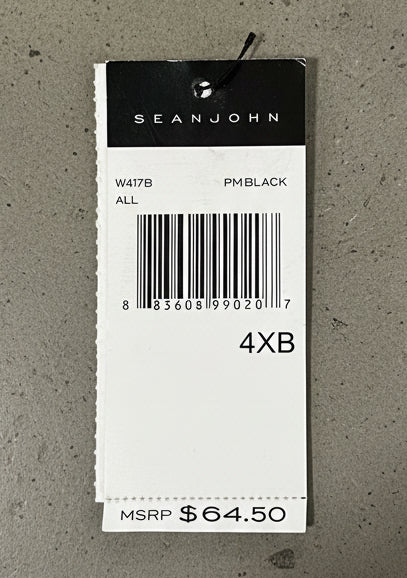 SEANJOHN
W417B PMBLACK
ALL
8 83608 99020 7
4XB
MSRP $64.50